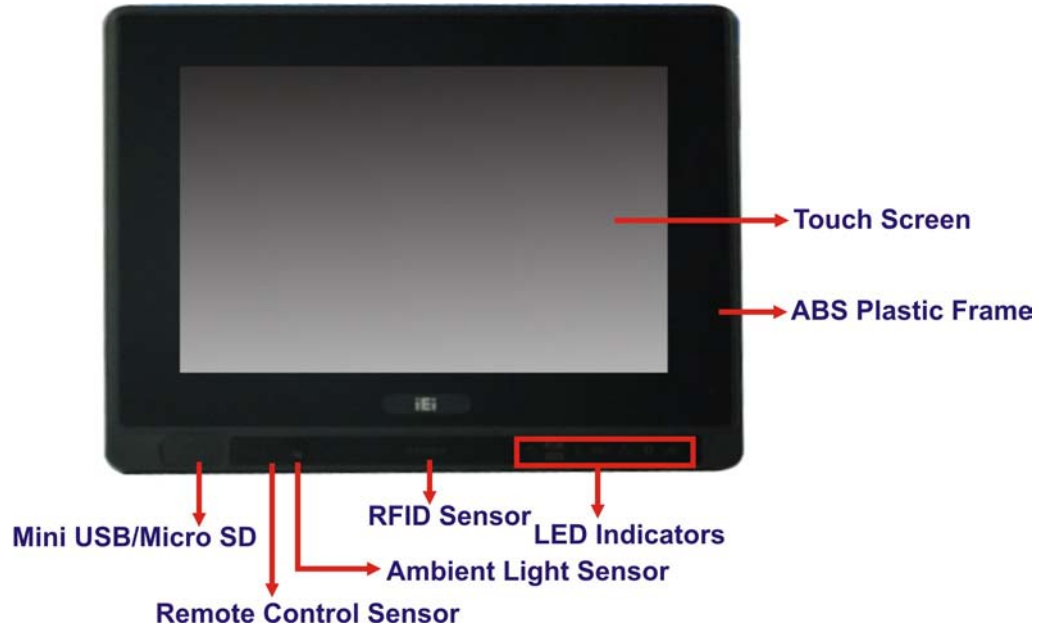 Touch Screen
ABS Plastic Frame
iEi
RFID Sensor
LED Indicators
Mini USB/Micro SD
Ambient Light Sensor
Remote Control Sensor